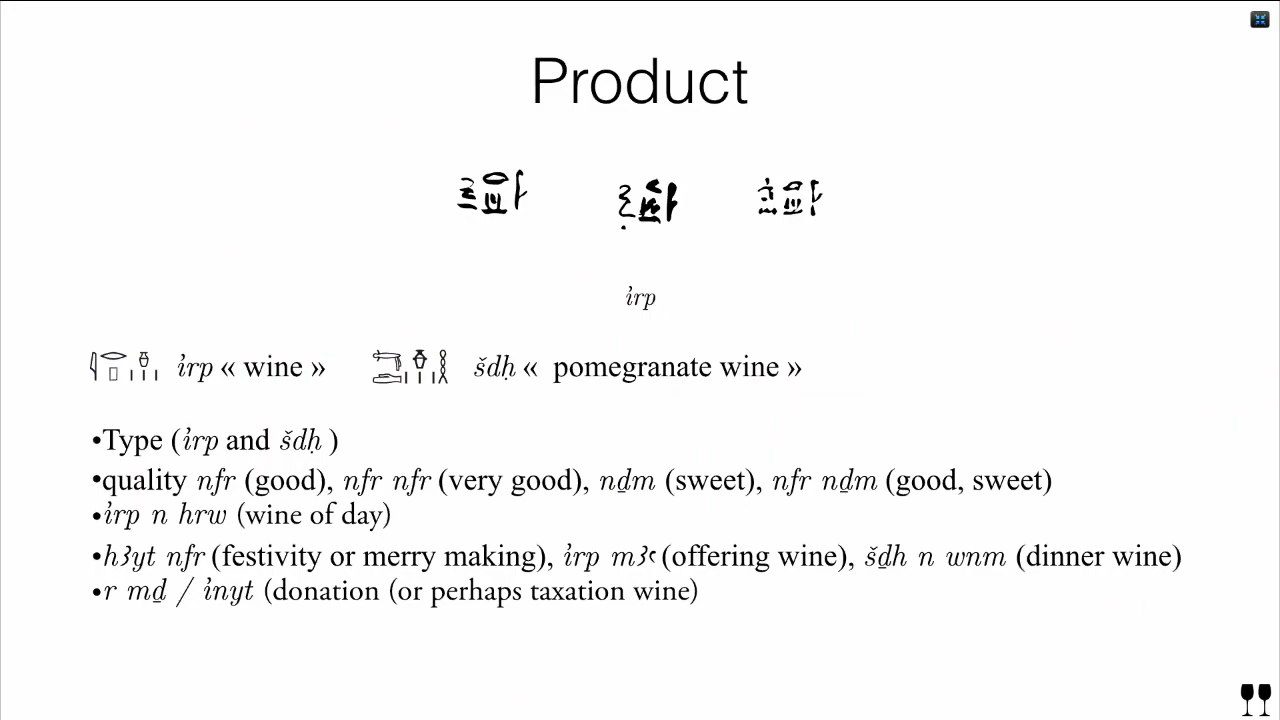 Product
ỉrp
ỉrp « wine » šdḥ « pomegranate wine »
•Type (ỉrp and šdḥ )
•quality nfr (good), nfr nfr (very good), nḏm (sweet), nfr nḏm (good, sweet)
•ỉrp n hrw (wine of day)
•hꜣyt nfr (festivity or merry making), ỉrp mꜣꜥ (offering wine), šḏh n wnm (dinner wine)
•r mḏ / ỉnyt (donation (or perhaps taxation wine)